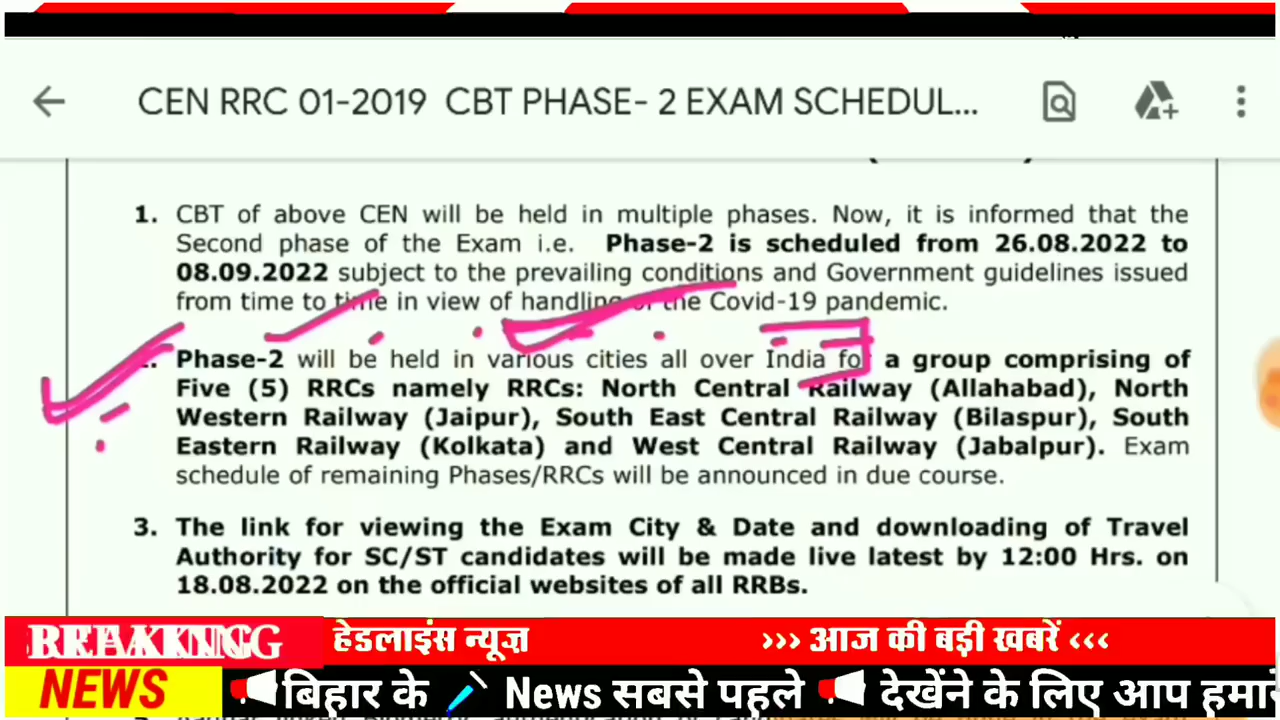 CEN RRC 01-2019 CBT PHASE- 2 EXAM SCHEDUL...
1. CBT of above CEN will be held in multiple phases. Now, it is informed that the
Second phase of the Exam i.e. Phase-2 is scheduled from 26.08.2022 to
08.09.2022 subject to the prevailing conditions and Government guidelines issued
from time to time in view of handling of the Covid-19 pandemic.
Phase-2 will be held in various cities all over India for a group comprising of
Five (5) RRCs namely RRCs: North Central Railway (Allahabad), North
Western Railway (Jaipur), South East Central Railway (Bilaspur), South
Eastern Railway (Kolkata) and West Central Railway (Jabalpur). Exam
schedule of remaining Phases/RRCs will be announced in due course.
3. The link for viewing the Exam City & Date and downloading of Travel
Authority for SC/ST candidates will be made live latest by 12:00 Hrs. on
18.08.2022 on the official websites of all RRBs.
हेडलाइंस न्यूज़ >>> आज की बड़ी खबरें <<<
NEWS बिहार के News सबसे पहले देखेंने के लिए आप हमारे